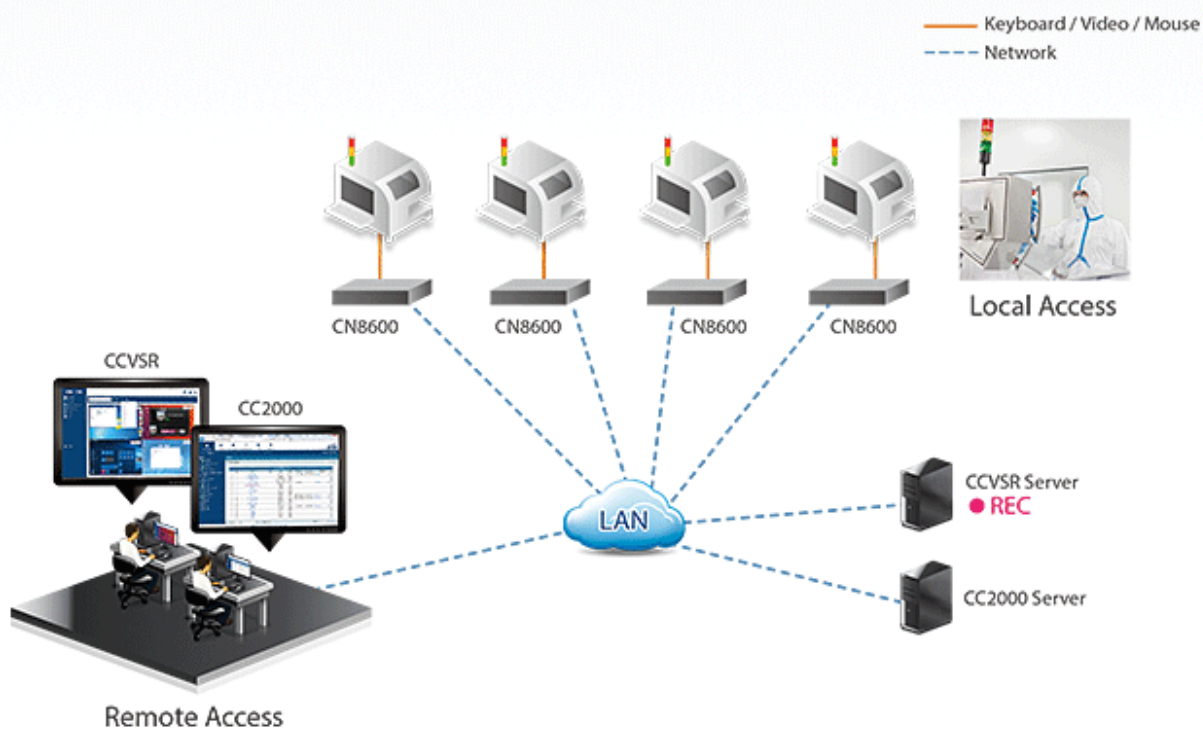 Keyboard / Video / Mouse
Network
CN8600
CN8600
CN8600
CN8600
Local Access
CCVSR
CC2000
LAN
CCVSR Server
REC
CC2000 Server
Remote Access